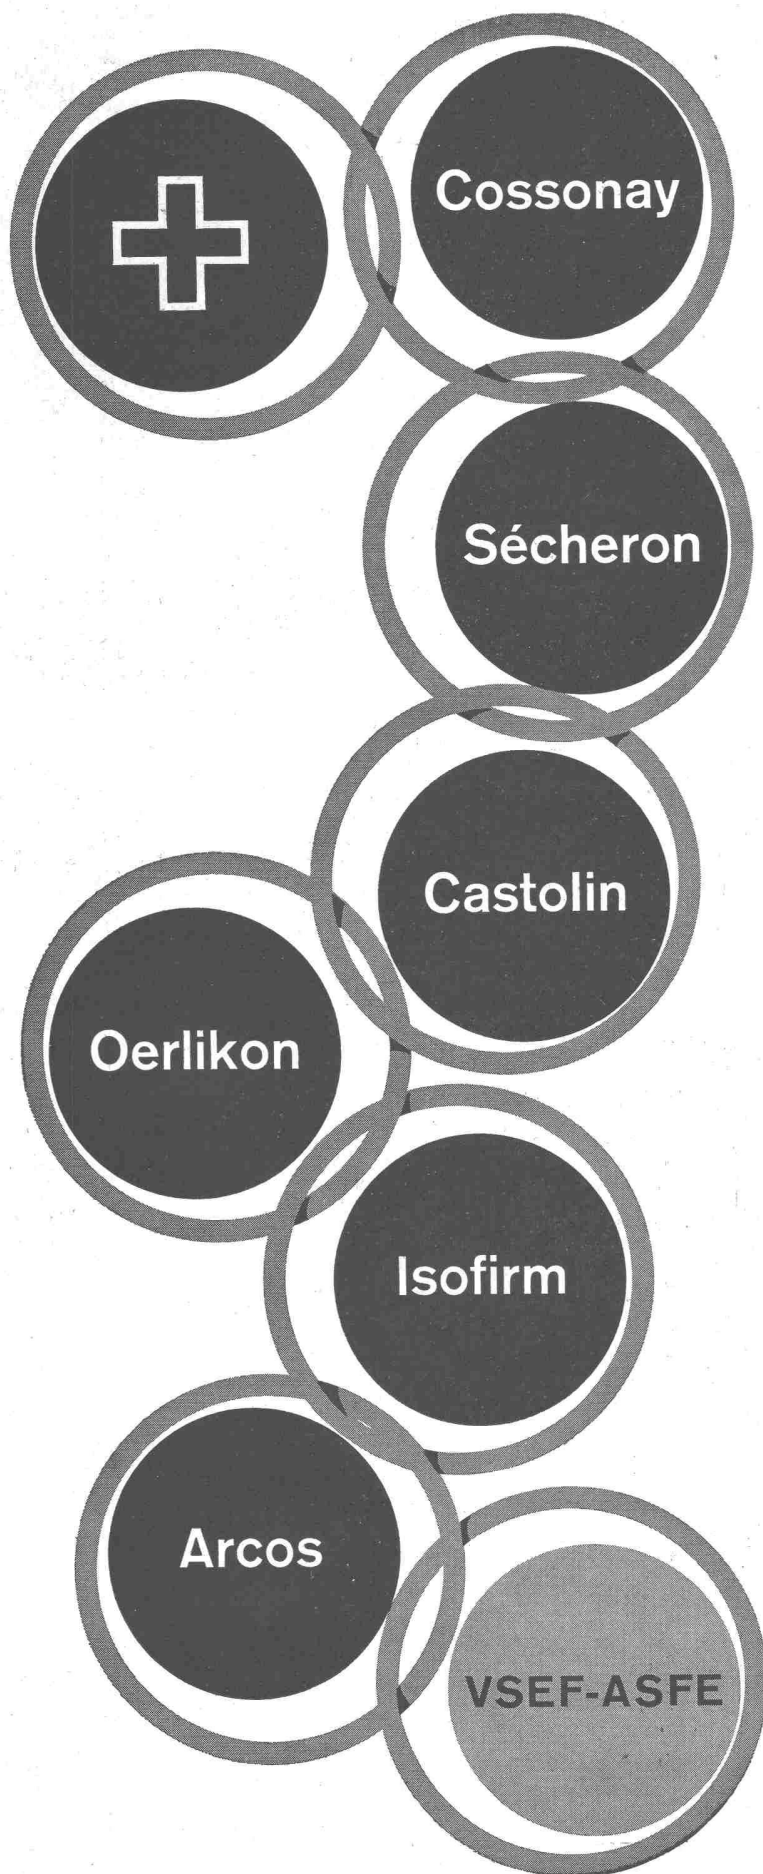 Cossonay
Sécheron
Castolin
Oerlikon
Isofirm
Arcos
VSEF-ASFE